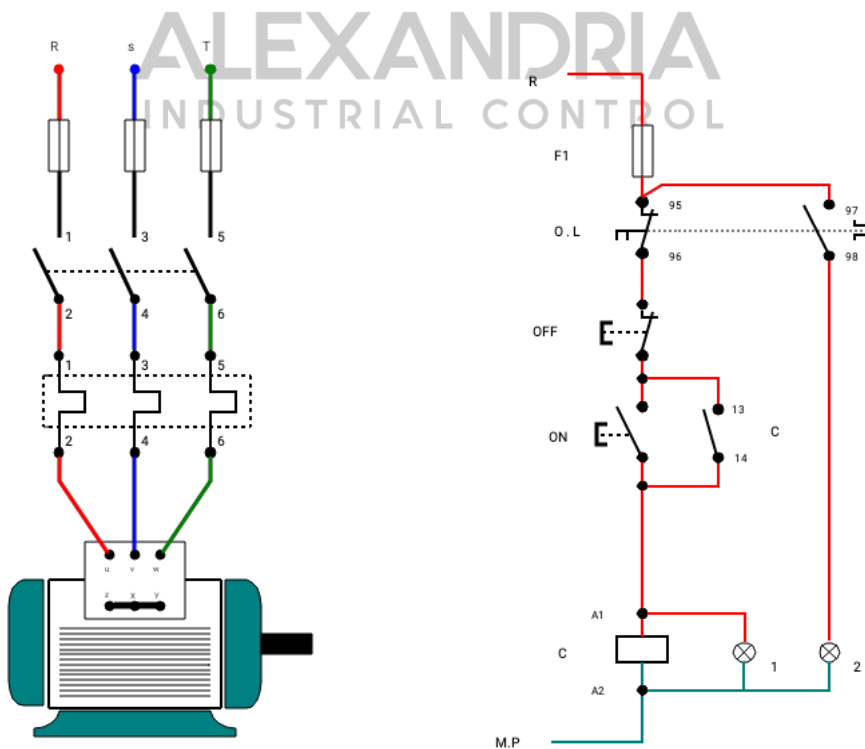 ALEXANDRIA
INDUSTRIAL CONTROL
R s T
1 3 5
2 4 6
1 3 5
2 4 6
u v w
z X Y
R
F1
95 97
O.L
96 98
OFF
ON
13
C
14
A1
C 1 2
A2
M.P